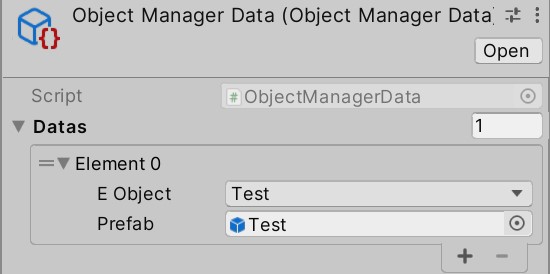 Object Manager Data (Object Manager Data)
Open
Script
# ObjectManagerData
Datas
1
Element 0
E Object
Test
Prefab
Test